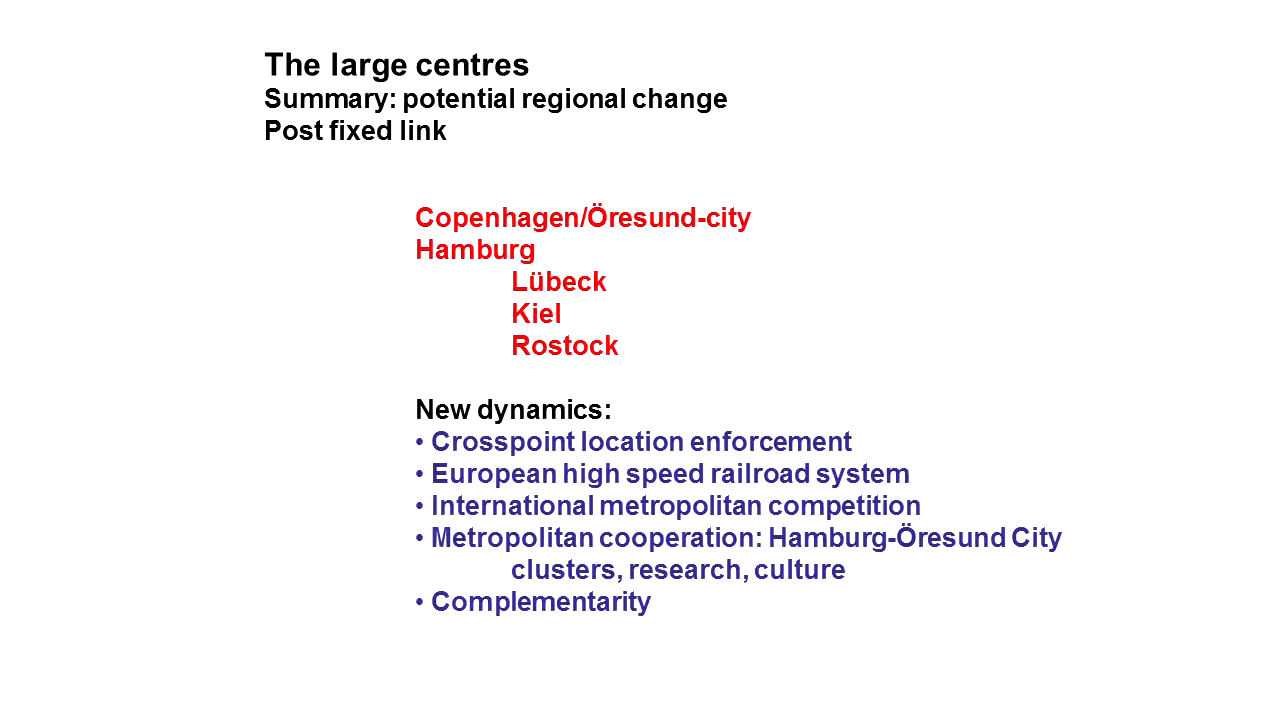 The large centres
Summary: potential regional change
Post fixed link
Copenhagen/Öresund-city
Hamburg
Lübeck
Kiel
Rostock
New dynamics:
• Crosspoint location enforcement
• European high speed railroad system
• International metropolitan competition
• Metropolitan cooperation: Hamburg-Öresund City
clusters, research, culture
• Complementarity